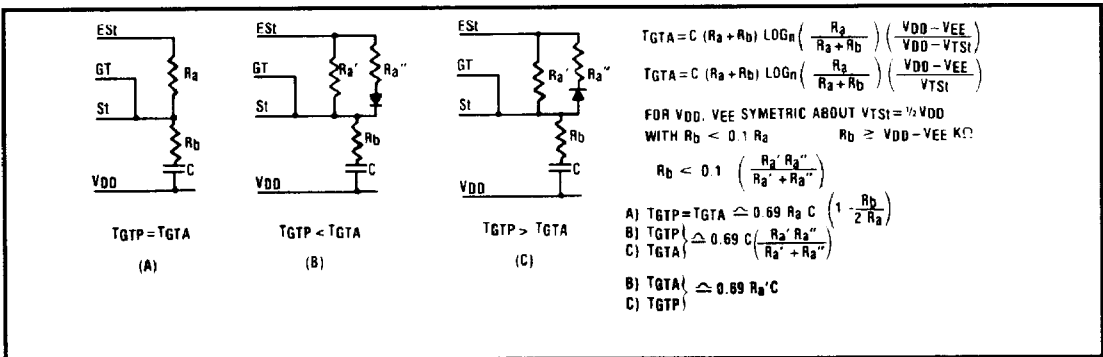 ESt
GT
St
Ra
Rb
C
VDD
TGTP = TGTA
(A)
ESt
GT
St
Ra'
Ra"
Rb
C
VDD
TGTP < TGTA
(B)
ESt
GT
St
Ra'
Ra"
Rb
C
VDD
TGTP > TGTA
(C)
TGTA = C (Ra + Rb) LOGn ( Ra / Ra + Rb ) ( VDD - VEE / VDD - VTSt )
TGTA = C (Ra + Rb) LOGn ( Ra / Ra + Rb ) ( VDD - VEE / VTSt )
FOR VDD, VEE SYMETRIC ABOUT VTSt = ½ VDD
WITH Rb < 0.1 Ra Rb ≥ VDD - VEE KΩ
Rb < 0.1 ( Ra' Ra" / Ra' + Ra" )
A) TGTP = TGTA ≏ 0.69 Ra C ( 1 - Rb / 2 Ra )
B) TGTP
C) TGTA } ≏ 0.69 C ( Ra' Ra" / Ra' + Ra" )
B) TGTA
C) TGTP } ≏ 0.69 Ra'C